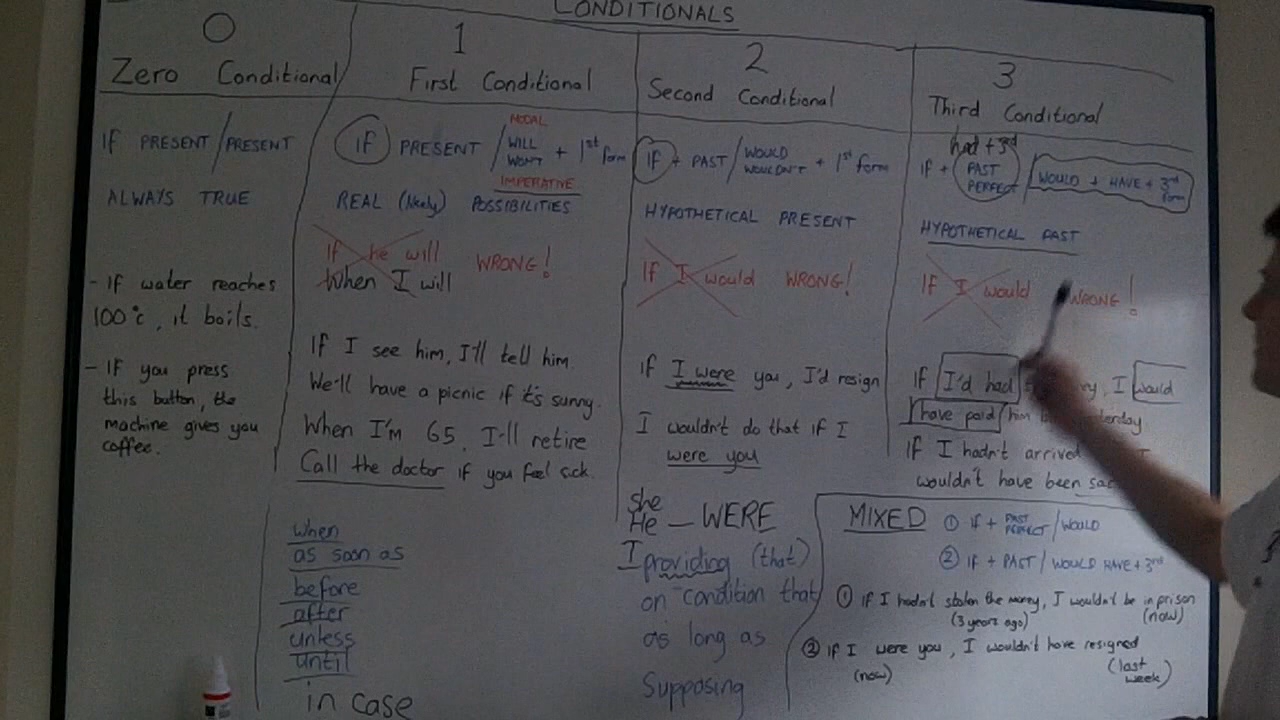 CONDITIONALS
0
Zero Conditional
IF PRESENT / PRESENT
ALWAYS TRUE
- IF water reaches
100°c, it boils.
- IF you press
this button, the
machine gives you
coffee.
1
First Conditional
MODAL
IF PRESENT / WILL WON'T + 1st form
IMPERATIVE
REAL POSSIBILITIES
If he will WRONG!
When I will
IF I see him, I'll tell him.
We'll have a picnic if it's sunny.
When I'm 65, I'll retire
Call the doctor if you feel sick.
When
as soon as
before
after
unless
until
in case
2
Second Conditional
IF + PAST / WOULD WOULDN'T + 1st form
HYPOTHETICAL PRESENT
If I would WRONG!
IF I were you, I'd resign
I wouldn't do that if I
were you
She
He — WERE
I
providing (that)
on condition that
as long as
Supposing
3
Third Conditional
had + 3rd
IF + PAST PERFECT / WOULD + HAVE + 3rd form
HYPOTHETICAL PAST
If I would WRONG!
IF I'd had , I would
have paid him
IF I hadn't arrived
wouldn't have been
MIXED ① IF + PAST PERFECT / WOULD
② IF + PAST / WOULD HAVE + 3rd
① IF I hadn't stolen the money, I wouldn't be in prison
(3 years ago) (now)
② IF I were you, I wouldn't have resigned
(now) (last week)